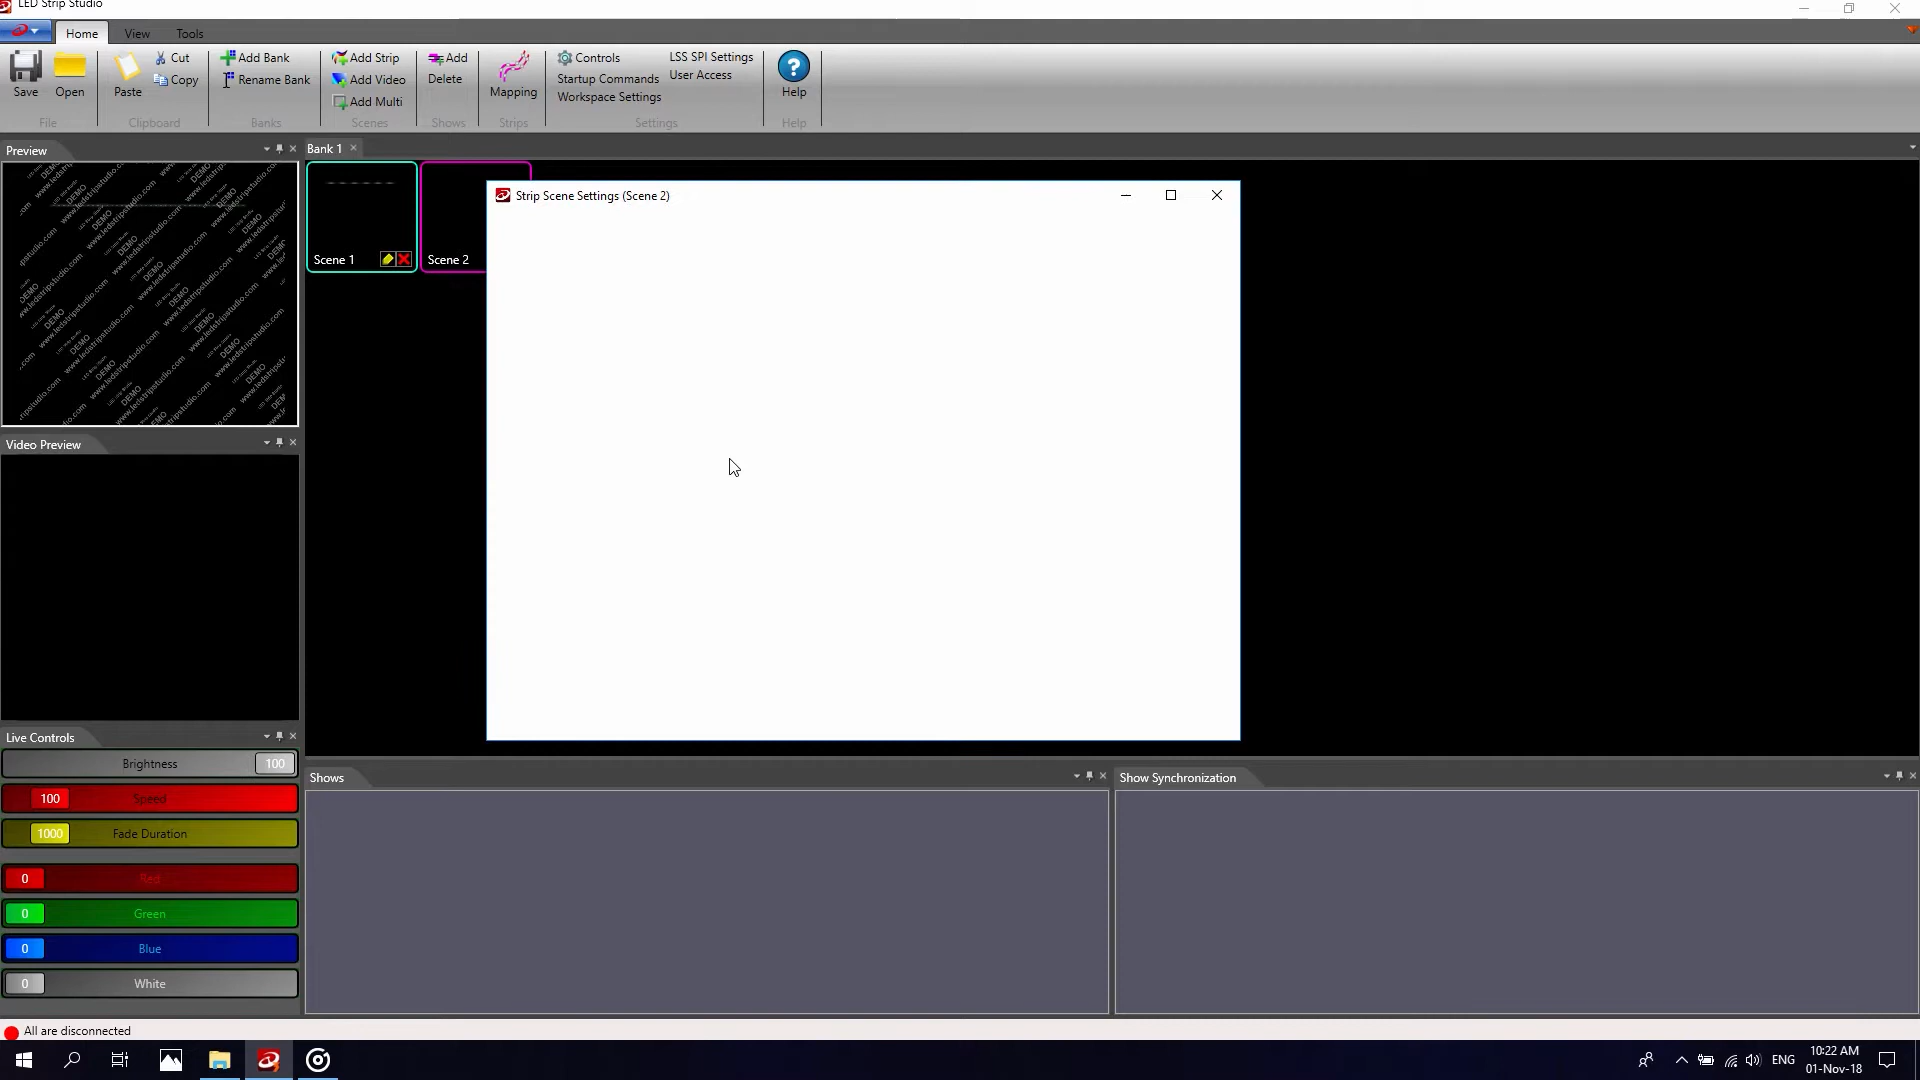 LED Strip Studio
Home
View
Tools
Save
Open
File
Paste
Cut
Copy
Clipboard
Add Bank
Rename Bank
Banks
Add Strip
Add Video
Add Multi
Scenes
Add
Delete
Shows
Mapping
Strips
Controls
Startup Commands
Workspace Settings
LSS SPI Settings
User Access
Settings
Help
Help
Preview
www.ledstripstudio.com
DEMO
Bank 1
Scene 1
Scene 2
Strip Scene Settings (Scene 2)
Video Preview
Live Controls
Brightness
100
100
Speed
1000
Fade Duration
0
Red
0
Green
0
Blue
0
White
Shows
Show Synchronization
All are disconnected
ENG
10:22 AM
01-Nov-18